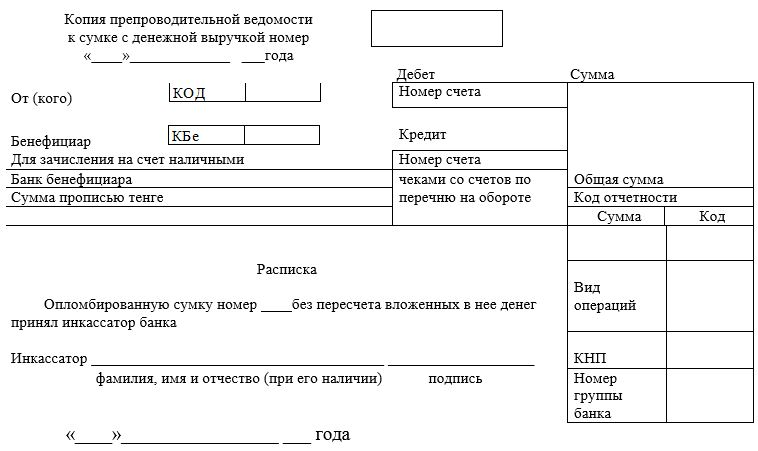 Копия препроводительной ведомости
к сумке с денежной выручкой номер
«____»_____________ ___года
Дебет Сумма
От (кого) КОД Номер счета
Бенефициар КБе Кредит
Для зачисления на счет наличными Номер счета
Банк бенефициара чеками со счетов по Общая сумма
Сумма прописью тенге перечню на обороте Код отчетности
Сумма Код
Расписка
Вид
операций
Опломбированную сумку номер ____без пересчета вложенных в нее денег
принял инкассатор банка
Инкассатор ______________________________________ ___________________ КНП
фамилия, имя и отчество (при его наличии) подпись
Номер
группы
банка
«____»_________________ ___ года